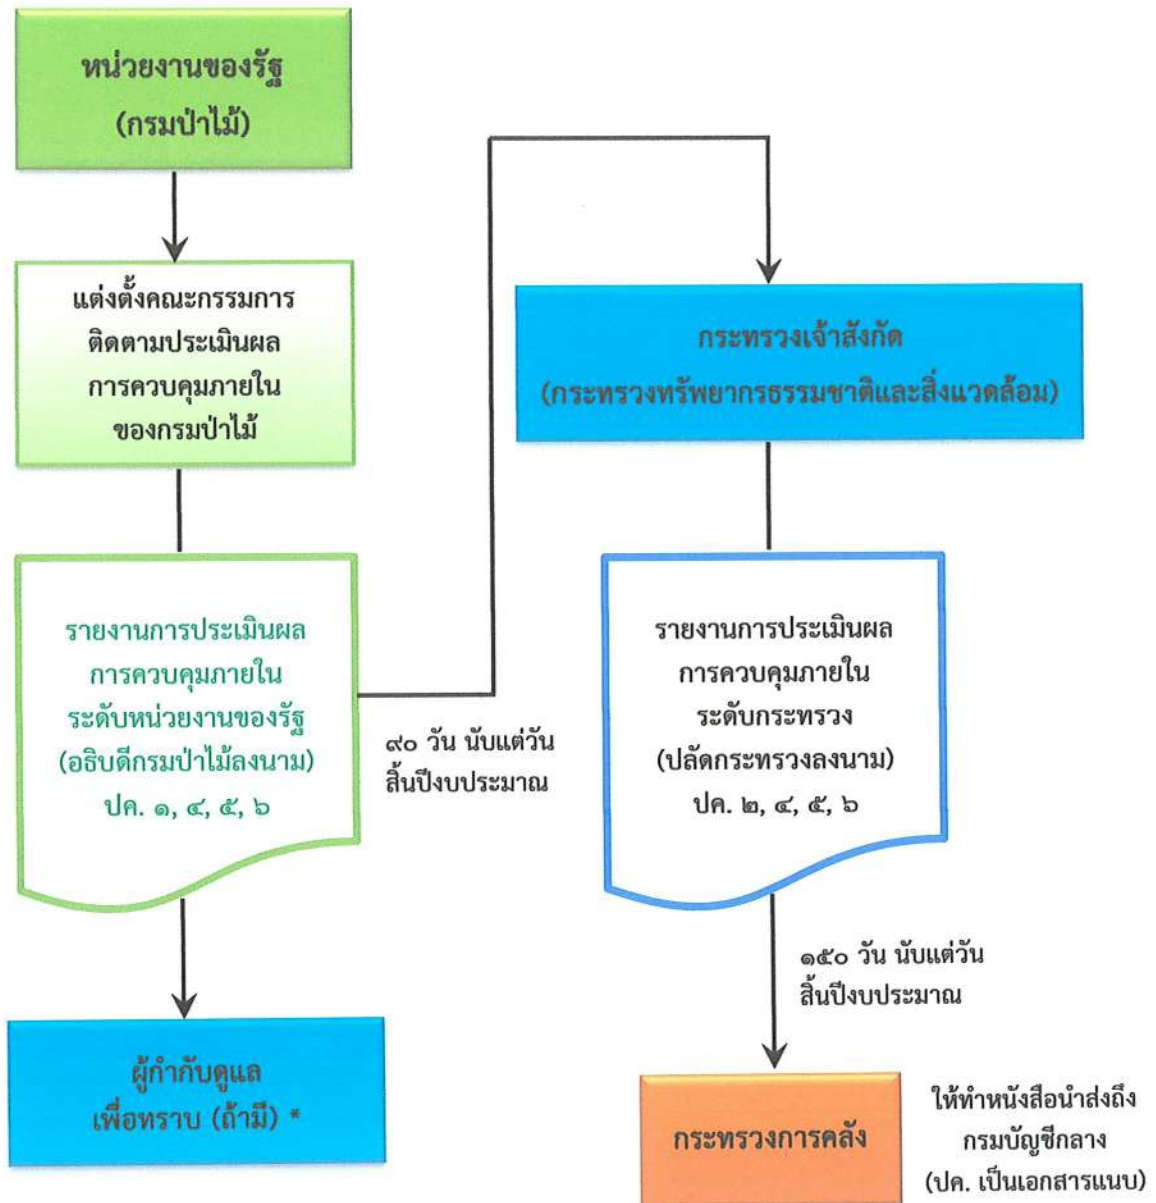 หน่วยงานของรัฐ
(กรมป่าไม้)
แต่งตั้งคณะกรรมการ
ติดตามประเมินผล
การควบคุมภายใน
ของกรมป่าไม้
กระทรวงเจ้าสังกัด
(กระทรวงทรัพยากรธรรมชาติและสิ่งแวดล้อม)
รายงานการประเมินผล
การควบคุมภายใน
ระดับหน่วยงานของรัฐ
(อธิบดีกรมป่าไม้ลงนาม)
ปค. ๑, ๔, ๕, ๖
๙๐ วัน นับแต่วัน
สิ้นปีงบประมาณ
รายงานการประเมินผล
การควบคุมภายใน
ระดับกระทรวง
(ปลัดกระทรวงลงนาม)
ปค. ๒, ๔, ๕, ๖
๑๕๐ วัน นับแต่วัน
สิ้นปีงบประมาณ
ผู้กำกับดูแล
เพื่อทราบ (ถ้ามี) *
กระทรวงการคลัง
ให้ทำหนังสือนำส่งถึง
กรมบัญชีกลาง
(ปค. เป็นเอกสารแนบ)